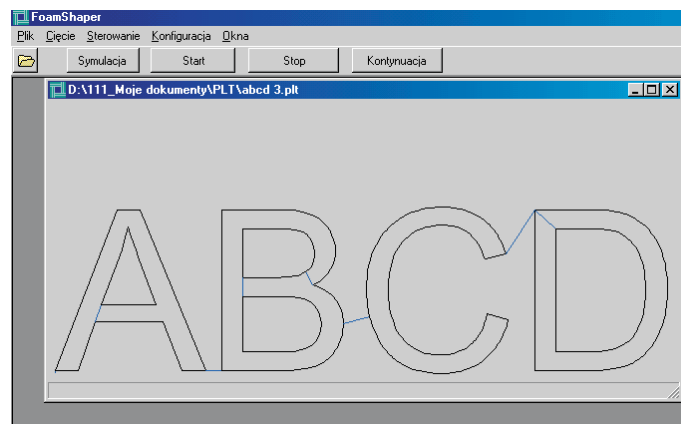 FoamShaper
Plik Cięcie Sterowanie Konfiguracja Okna
Symulacja Start Stop Kontynuacja
D:\111_Moje dokumenty\PLT\abcd 3.plt
ABCD